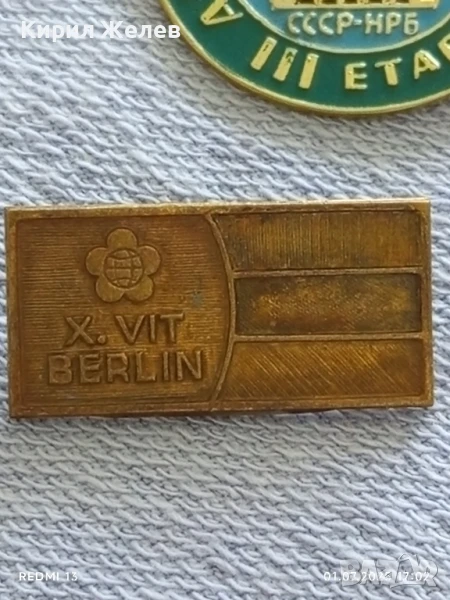 Кирил Желев
СССР-НРБ
А III ЕТАП
X. VIT
BERLIN
REDMI 13